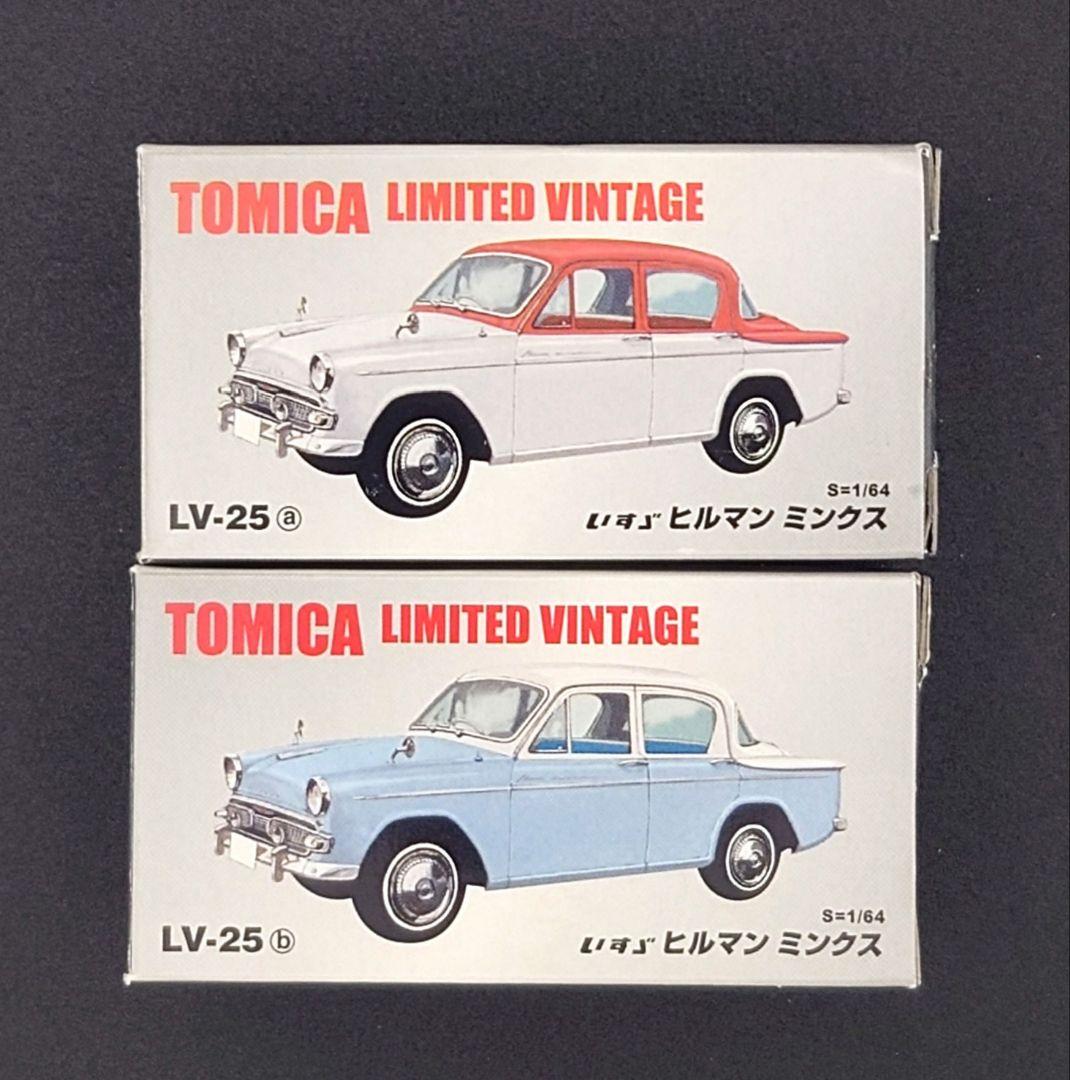 TOMICA LIMITED VINTAGE
S=1/64
LV-25 ⓐ いすゞ ヒルマン ミンクス
TOMICA LIMITED VINTAGE
S=1/64
LV-25 ⓑ いすゞ ヒルマン ミンクス